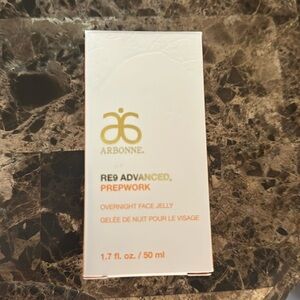 ARBONNE.
RE9 ADVANCED.
PREPWORK
OVERNIGHT FACE JELLY
GELÉE DE NUIT POUR LE VISAGE
1.7 fl. oz. / 50 ml